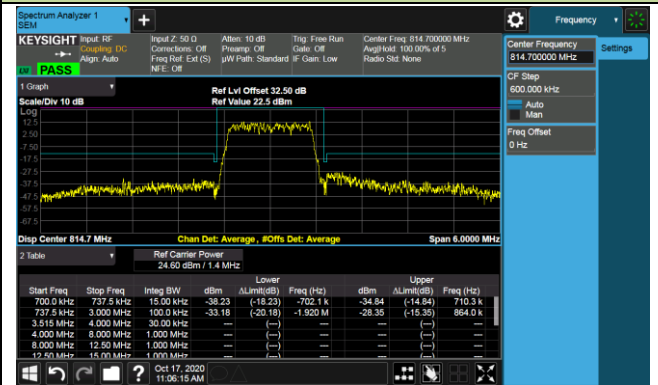 Spectrum Analyzer 1
SEM
+
Frequency
KEYSIGHT
Input: RF
Coupling: DC
Align: Auto
Input Z: 50 Ω
Corrections: Off
Freq Ref: Ext (S)
NFE: Off
Atten: 10 dB
Preamp: Off
µW Path: Standard
Trig: Free Run
Gate: Off
IF Gain: Low
Center Freq: 814.700000 MHz
Avg|Hold: 100.00% of 5
Radio Std: None
PASS
Center Frequency
814.700000 MHz
Settings
CF Step
600.000 kHz
Auto
Man
Freq Offset
0 Hz
1 Graph
Scale/Div 10 dB
Ref Lvl Offset 32.50 dB
Ref Value 22.5 dBm
Log
12.5
2.50
-7.50
-17.5
-27.5
-37.5
-47.5
-57.5
-67.5
Disp Center 814.7 MHz
Chan Det: Average , #Offs Det: Average
Span 6.0000 MHz
2 Table
Ref Carrier Power
24.60 dBm / 1.4 MHz
Lower Upper
Start Freq Stop Freq Integ BW dBm ΔLimit(dB) Freq (Hz) dBm ΔLimit(dB) Freq (Hz)
700.0 kHz 737.5 kHz 15.00 kHz -38.23 (-18.23) -702.1 k -34.84 (-14.84) 710.3 k
737.5 kHz 3.000 MHz 100.0 kHz -33.18 (-20.18) -1.920 M -28.35 (-15.35) 864.0 k
3.515 MHz 4.000 MHz 30.00 kHz --- (---) --- --- (---) ---
4.000 MHz 8.000 MHz 1.000 MHz --- (---) --- --- (---) ---
8.000 MHz 12.50 MHz 1.000 MHz --- (---) --- --- (---) ---
12.50 MHz 15.00 MHz 1.000 MHz --- (---) --- --- (---) ---
?
Oct 17, 2020
11:06:15 AM